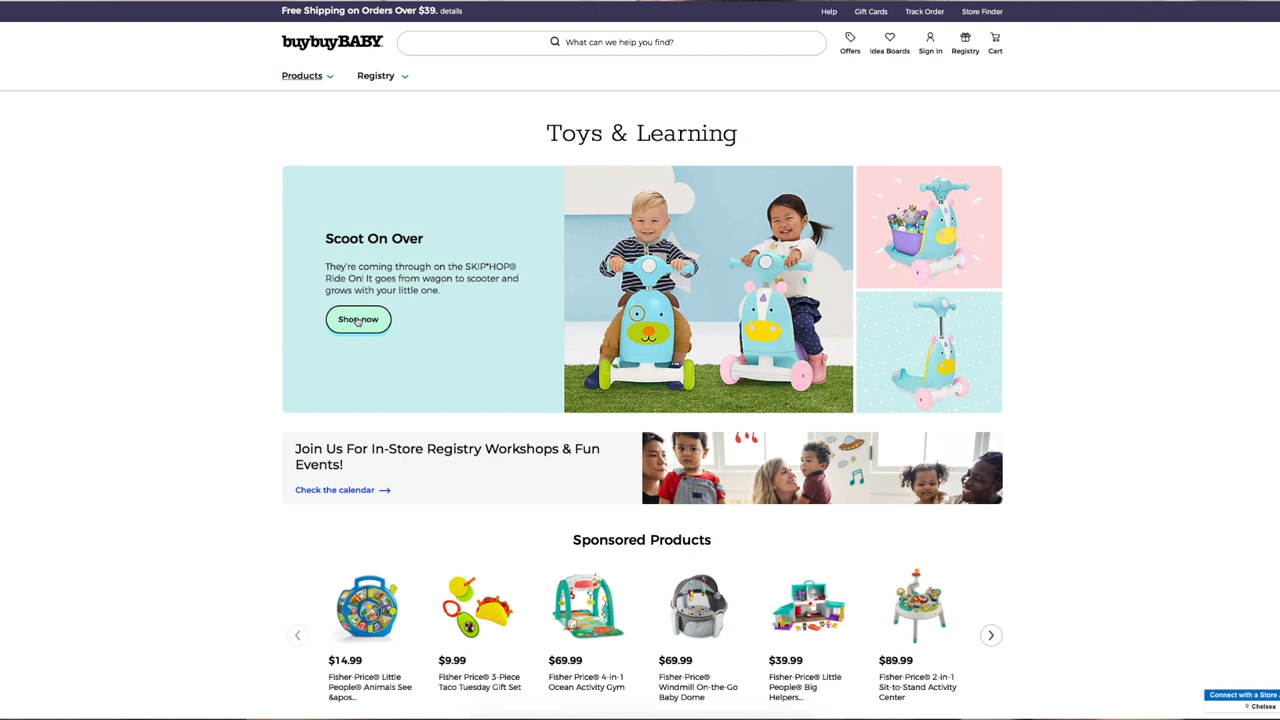 Free Shipping on Orders Over $39. details
Help Gift Cards Track Order Store Finder
buybuyBABY
What can we help you find?
Offers Idea Boards Sign In Registry Cart
Products Registry
Toys & Learning
Scoot On Over
They're coming through on the SKIP*HOP®
Ride On! It goes from wagon to scooter and
grows with your little one.
Shop now
Join Us For In-Store Registry Workshops & Fun
Events!
Check the calendar
Sponsored Products
$14.99
Fisher-Price® Little
People® Animals See
&apos...
$9.99
Fisher Price® 3-Piece
Taco Tuesday Gift Set
$69.99
Fisher Price® 4-in-1
Ocean Activity Gym
$69.99
Fisher-Price®
Windmill On-the-Go
Baby Dome
$39.99
Fisher-Price® Little
People® Big
Helpers...
$89.99
Fisher-Price® 2-in-1
Sit-to-Stand Activity
Center
Connect with a Store
Chelsea